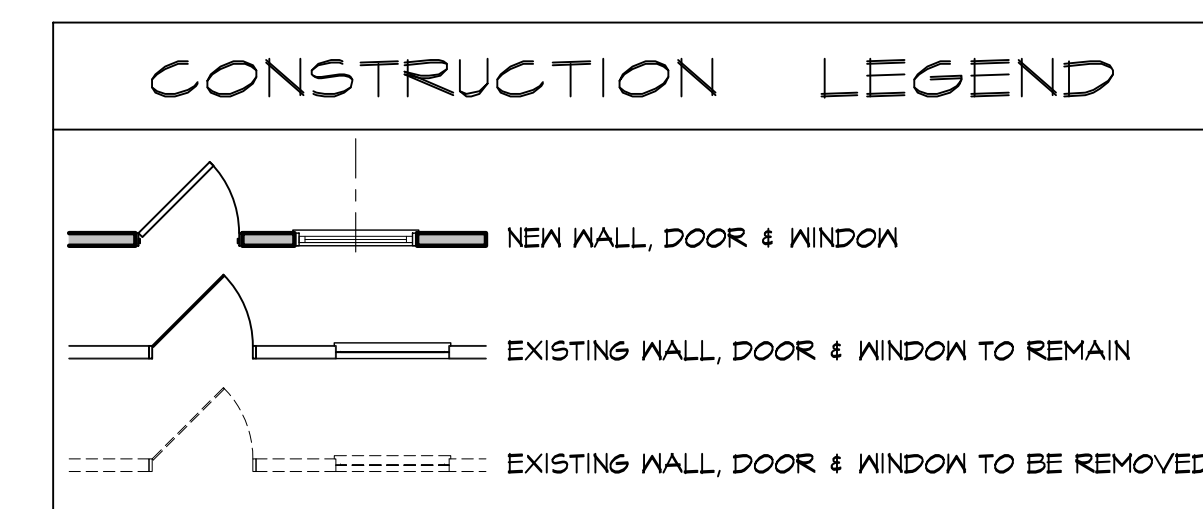 CONSTRUCTION LEGEND
NEW WALL, DOOR & WINDOW
EXISTING WALL, DOOR & WINDOW TO REMAIN
EXISTING WALL, DOOR & WINDOW TO BE REMOVED